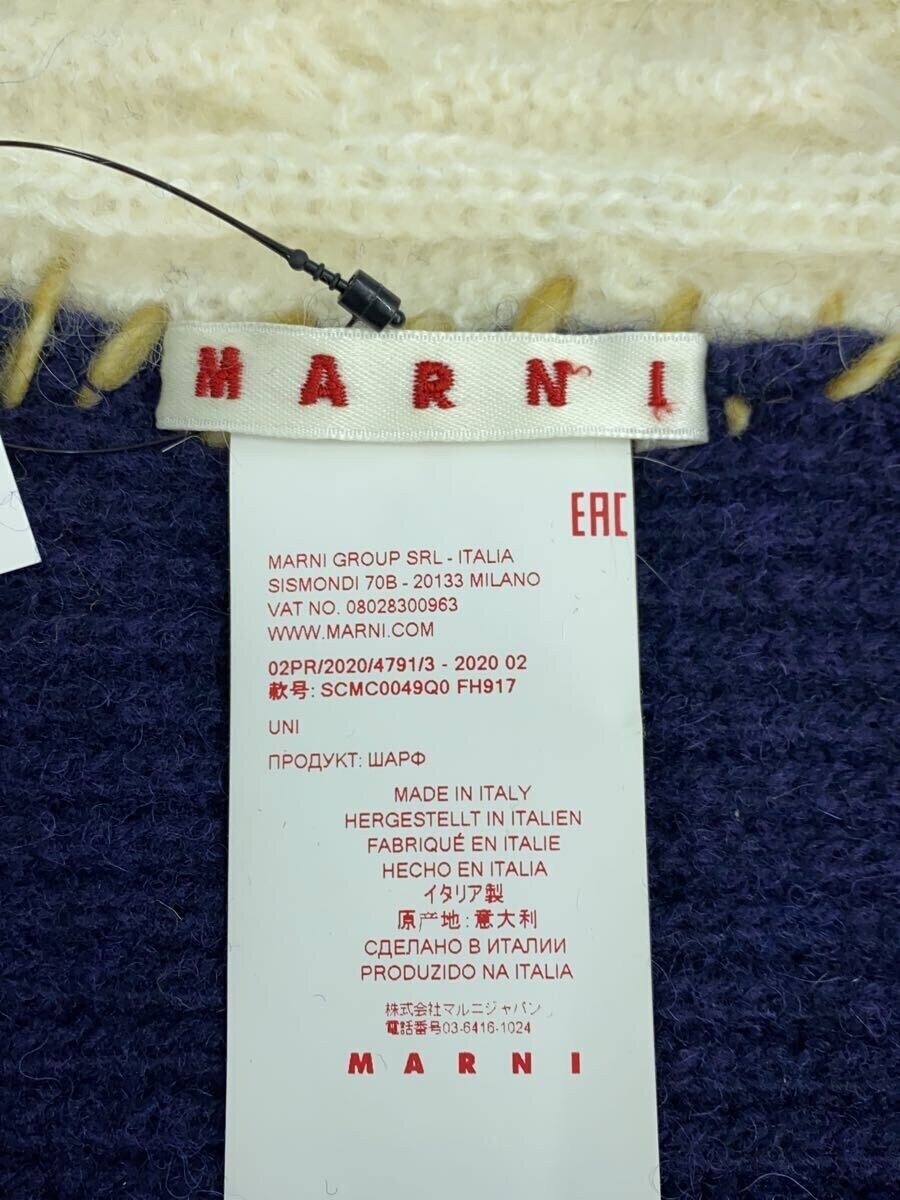 MARNI
EAC
MARNI GROUP SRL - ITALIA
SISMONDI 70B - 20133 MILANO
VAT NO. 08028300963
WWW.MARNI.COM
02PR/2020/4791/3 - 2020 02
款号: SCMC0049Q0 FH917
UNI
ПРОДУКТ: ШАРФ
MADE IN ITALY
HERGESTELLT IN ITALIEN
FABRIQUÉ EN ITALIE
HECHO EN ITALIA
イタリア製
原产地: 意大利
СДЕЛАНО В ИТАЛИИ
PRODUZIDO NA ITALIA
株式会社マルニジャパン
電話番号03-6416-1024
MARNI